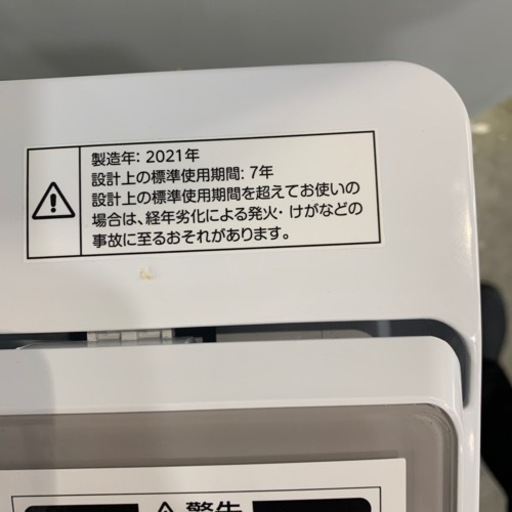 製造年: 2021年
設計上の標準使用期間: 7年
設計上の標準使用期間を超えてお使いの
場合は、経年劣化による発火・けがなどの
事故に至るおそれがあります。
警告